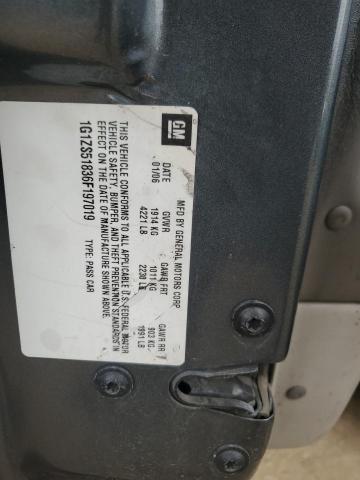 GM
MFD BY GENERAL MOTORS CORP
DATE GVWR GAWR FRT GAWR RR
01/06 1914 KG 1011 KG 903 KG
4221 LB 2230 LB 1991 LB
THIS VEHICLE CONFORMS TO ALL APPLICABLE U.S. FEDERAL MOTOR
VEHICLE SAFETY, BUMPER, AND THEFT PREVENTION STANDARDS IN
EFFECT ON THE DATE OF MANUFACTURE SHOWN ABOVE.
1G1ZS51836F197019 TYPE: PASS CAR